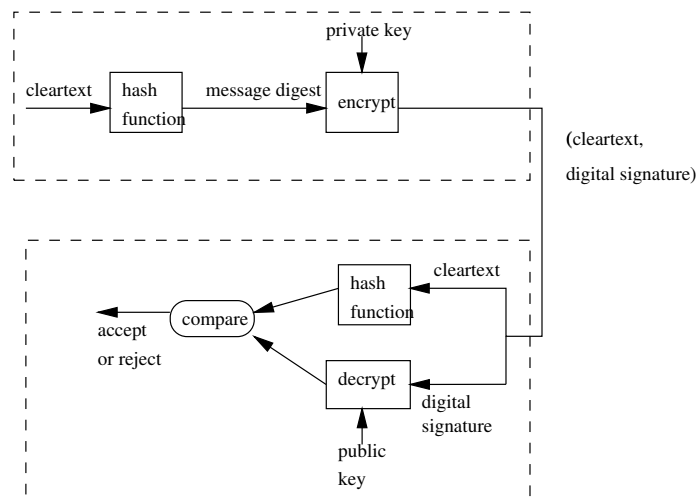 private key
cleartext
hash
function
message digest
encrypt
(cleartext,
digital signature)
cleartext
hash
function
compare
accept
or reject
decrypt
digital
signature
public
key